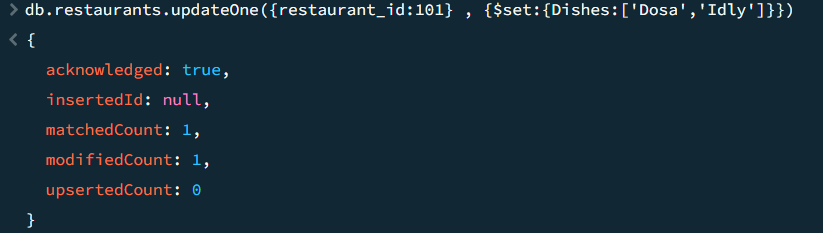 > db.restaurants.updateOne({restaurant_id:101} , {$set:{Dishes:['Dosa','Idly']}})
< {
acknowledged: true,
insertedId: null,
matchedCount: 1,
modifiedCount: 1,
upsertedCount: 0
}